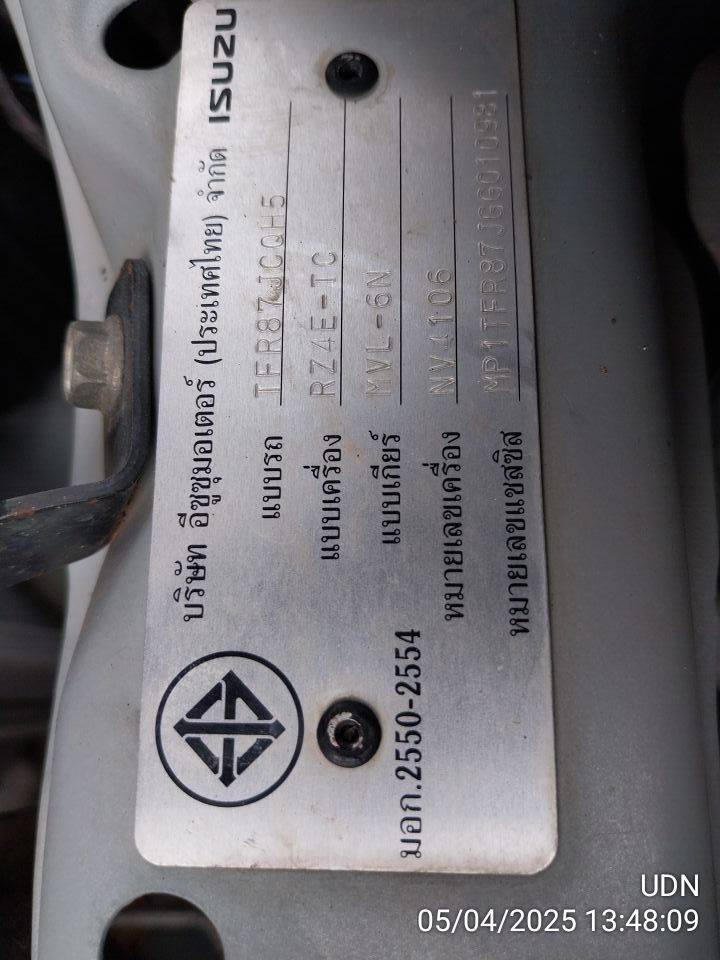 บริษัท อีซูซุมอเตอร์ (ประเทศไทย) จำกัด ISUZU
แบบรถ TFR87JCQH5
แบบเครื่อง RZ4E-TC
แบบเกียร์ MVL-6N
หมายเลขเครื่อง NV4106
หมายเลขแชสซิส MP1TFR87JGG010981
มอก.2550-2554
UDN
05/04/2025 13:48:09